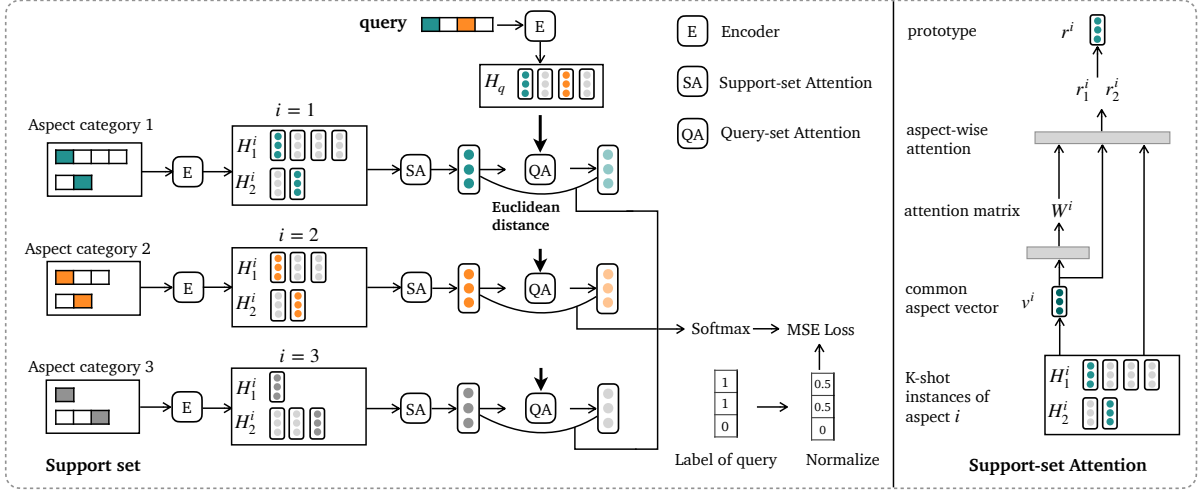 query
E
Encoder
H_q
SA
Support-set Attention
QA
Query-set Attention
Aspect category 1
E
i = 1
H_1^i
H_2^i
SA
QA
Euclidean
distance
Aspect category 2
E
i = 2
H_1^i
H_2^i
SA
QA
Softmax
MSE Loss
Aspect category 3
E
i = 3
H_1^i
H_2^i
SA
QA
1
1
0
0.5
0.5
0
Label of query
Normalize
Support set
prototype
r^i
r_1^i r_2^i
aspect-wise
attention
attention matrix
W^i
common
aspect vector
v^i
K-shot
instances of
aspect i
H_1^i
H_2^i
Support-set Attention
E